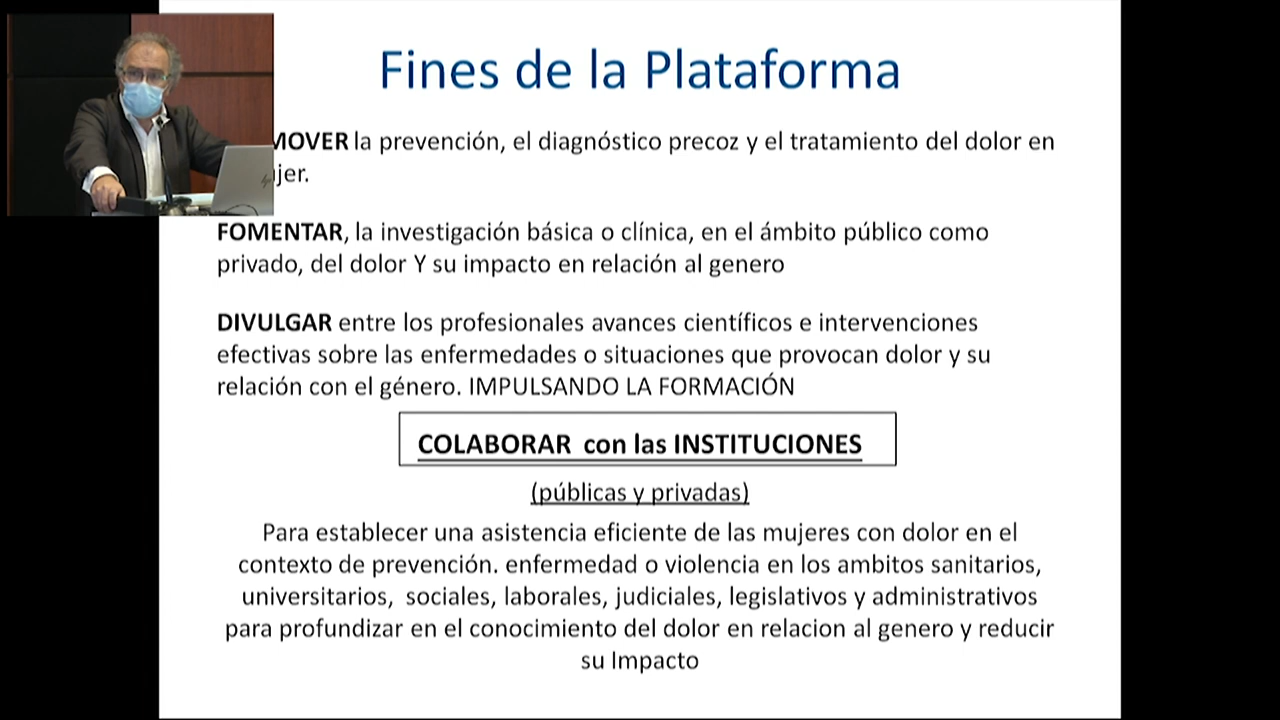 Fines de la Plataforma
MOVER la prevención, el diagnóstico precoz y el tratamiento del dolor en
jer.
FOMENTAR, la investigación básica o clínica, en el ámbito público como
privado, del dolor Y su impacto en relación al genero
DIVULGAR entre los profesionales avances científicos e intervenciones
efectivas sobre las enfermedades o situaciones que provocan dolor y su
relación con el género. IMPULSANDO LA FORMACIÓN
COLABORAR con las INSTITUCIONES
(públicas y privadas)
Para establecer una asistencia eficiente de las mujeres con dolor en el
contexto de prevención. enfermedad o violencia en los ambitos sanitarios,
universitarios, sociales, laborales, judiciales, legislativos y administrativos
para profundizar en el conocimiento del dolor en relacion al genero y reducir
su Impacto